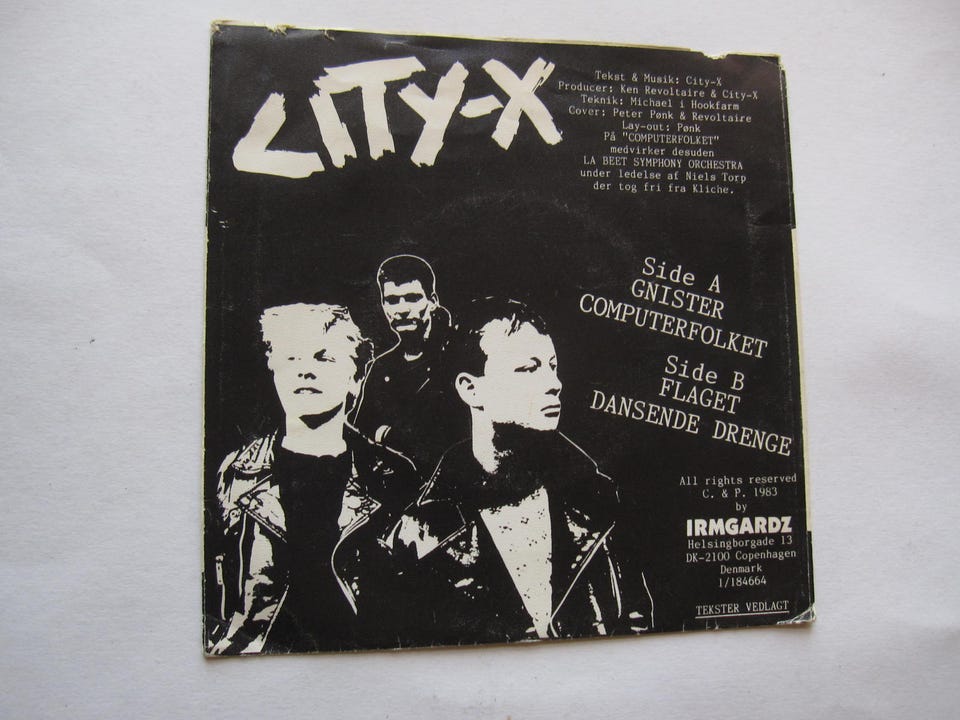 CITY-X
Tekst & Musik: City-X
Producer: Ken Revoltaire & City-X
Teknik: Michael i Hookfarm
Cover: Peter Pønk & Revoltaire
Lay-out: Pønk
På "COMPUTERFOLKET"
medvirker desuden
LA BEET SYMPHONY ORCHESTRA
under ledelse af Niels Torp
der tog fri fra Kliche.
Side A
GNISTER
COMPUTERFOLKET
Side B
FLAGET
DANSENDE DRENGE
All rights reserved
C. & P. 1983
by
IRMGARDZ
Helsingborgade 13
DK-2100 Copenhagen
Denmark
1/184664
TEKSTER VEDLAGT